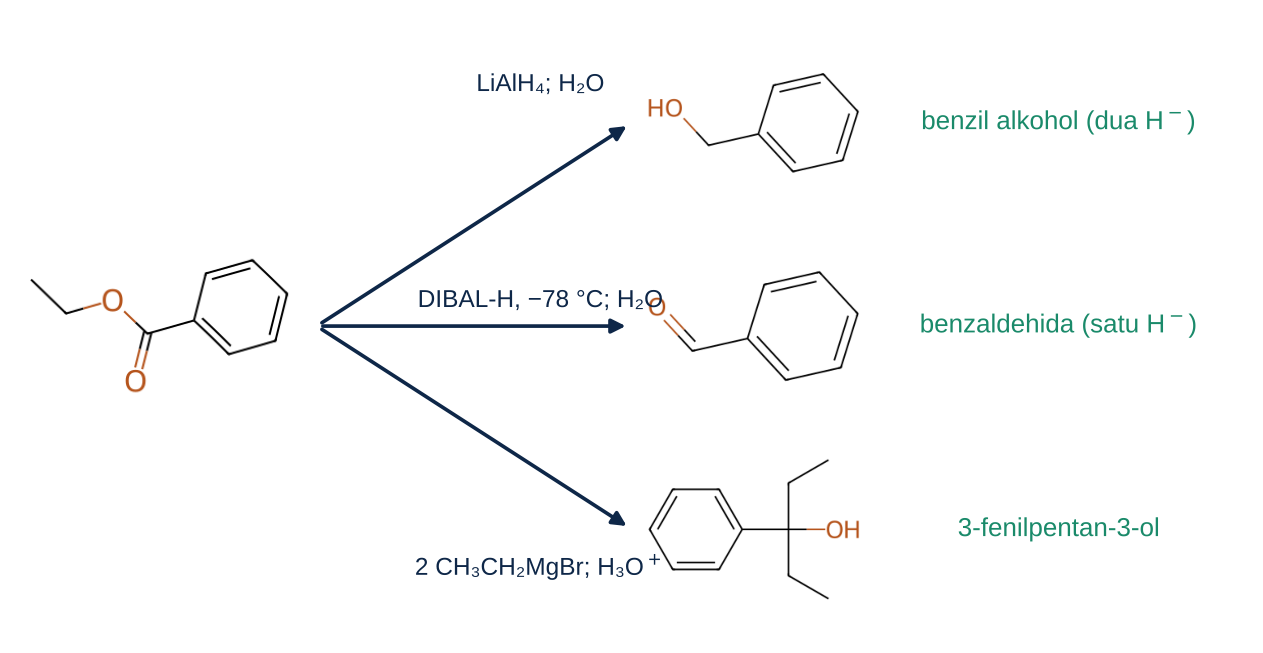 LiAlH₄; H₂O
HO
benzil alkohol (dua H⁻)
O
O
DIBAL-H, −78 °C; H₂O
O
benzaldehida (satu H⁻)
2 CH₃CH₂MgBr; H₃O⁺
OH
3-fenilpentan-3-ol